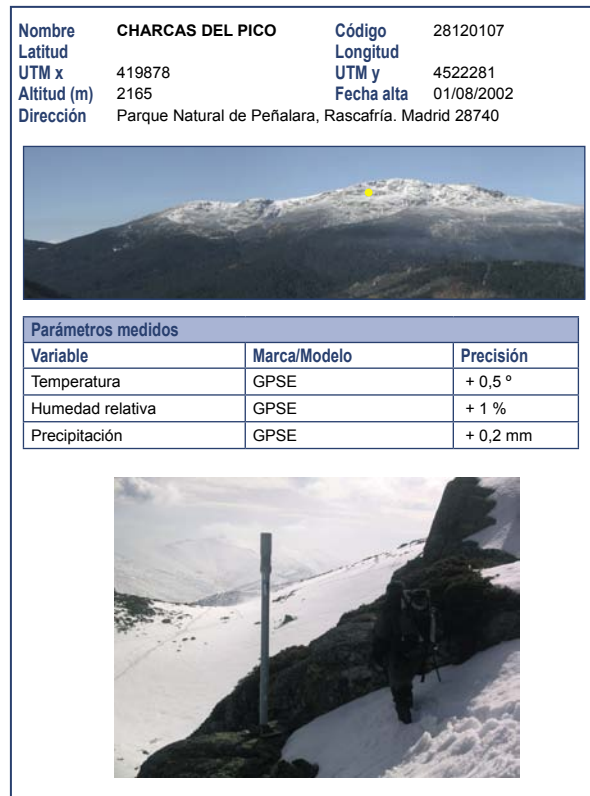 Nombre CHARCAS DEL PICO Código 28120107
Latitud Longitud
UTM x 419878 UTM y 4522281
Altitud (m) 2165 Fecha alta 01/08/2002
Dirección Parque Natural de Peñalara, Rascafría. Madrid 28740
Parámetros medidos
Variable Marca/Modelo Precisión
Temperatura GPSE + 0,5 º
Humedad relativa GPSE + 1 %
Precipitación GPSE + 0,2 mm